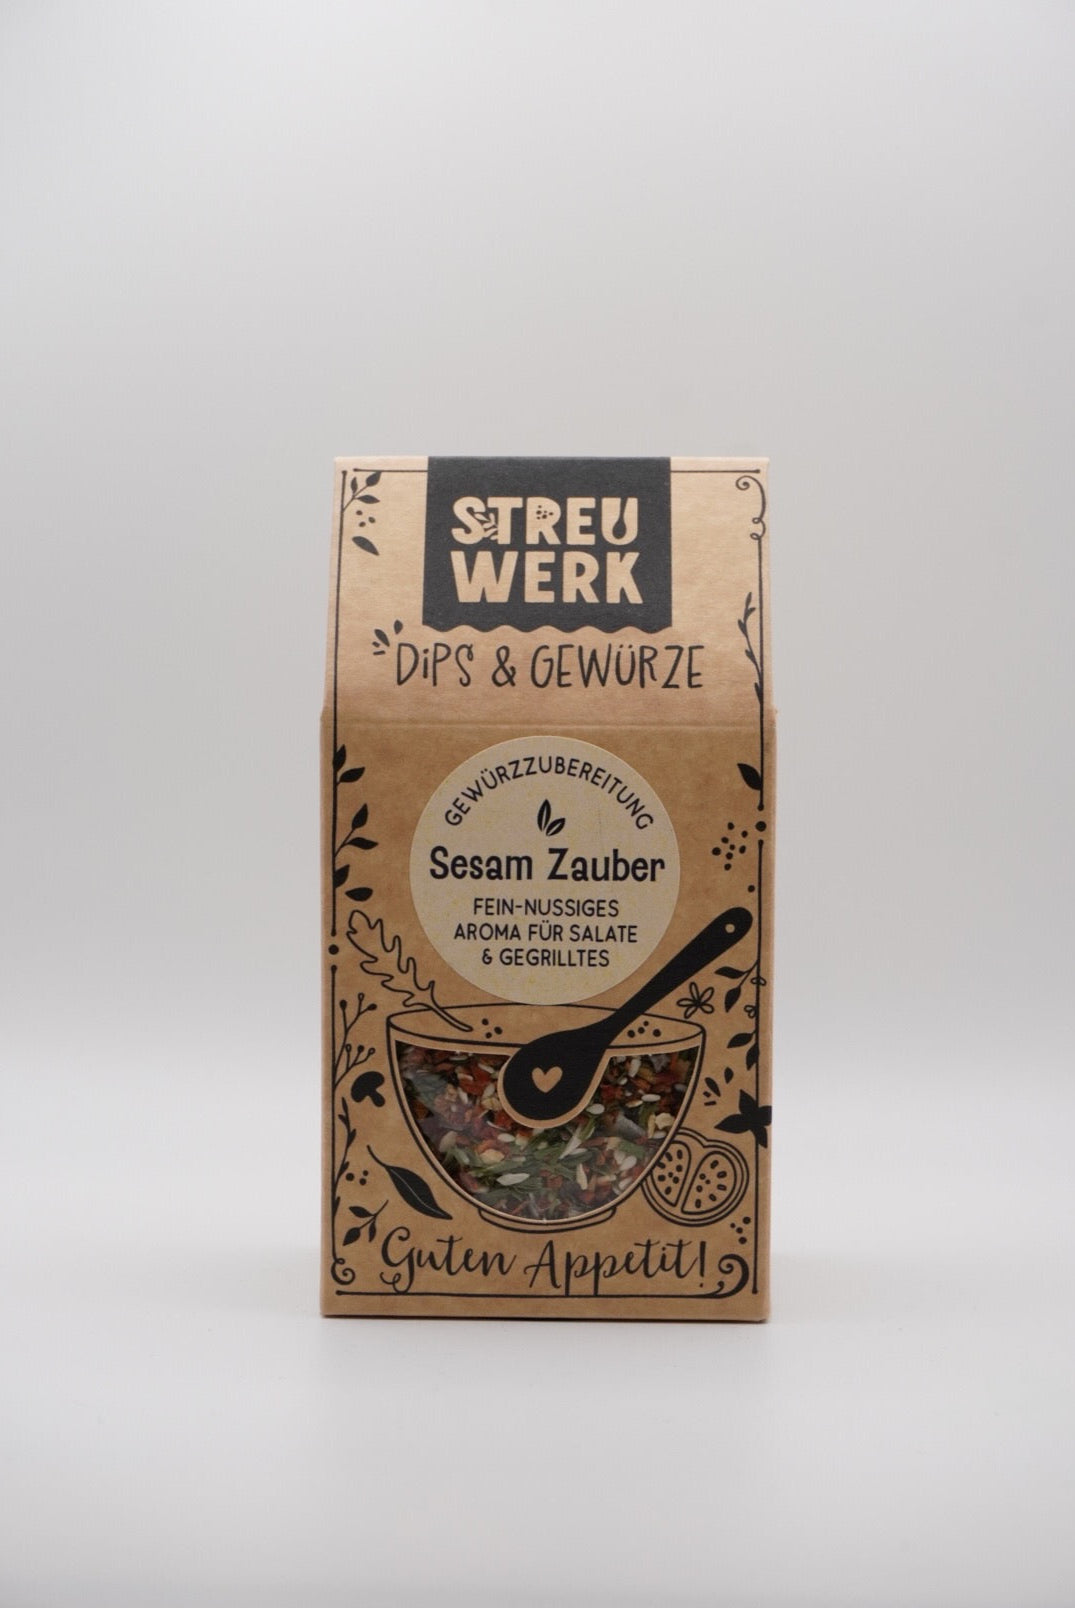 STREU
WERK
DiPS & GEWÜRZE
GEWÜRZZUBEREITUNG
Sesam Zauber
FEIN-NUSSIGES
AROMA FÜR SALATE
& GEGRILLTES
Guten Appetit!